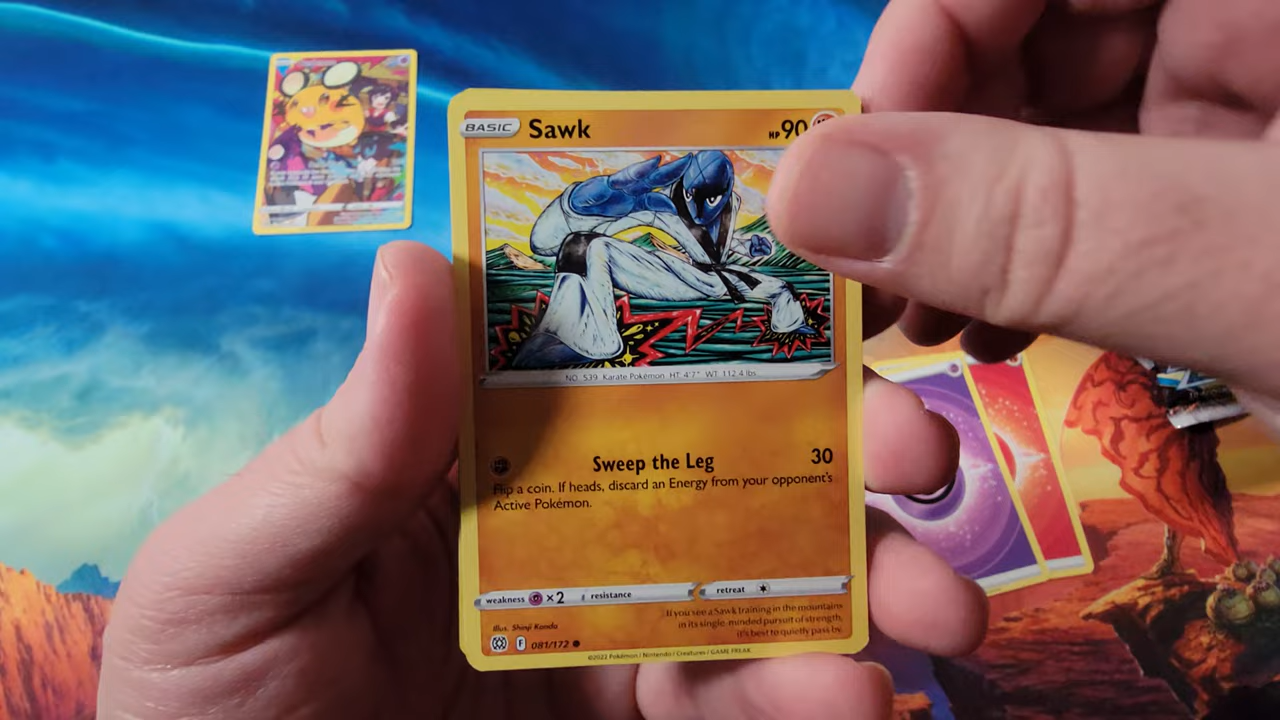 BASIC Sawk HP 90
NO. 539 Karate Pokémon HT 4'7" WT 112.4 lbs
Sweep the Leg 30
Flip a coin. If heads, discard an Energy from your opponent's
Active Pokémon.
weakness ×2 resistance retreat
If you see a Sawk training in the mountains
in its single-minded pursuit of strength,
it's best to quietly pass by.
Illus. Shinji Kanda
F 081/172
©2022 Pokémon / Nintendo / Creatures / GAME FREAK